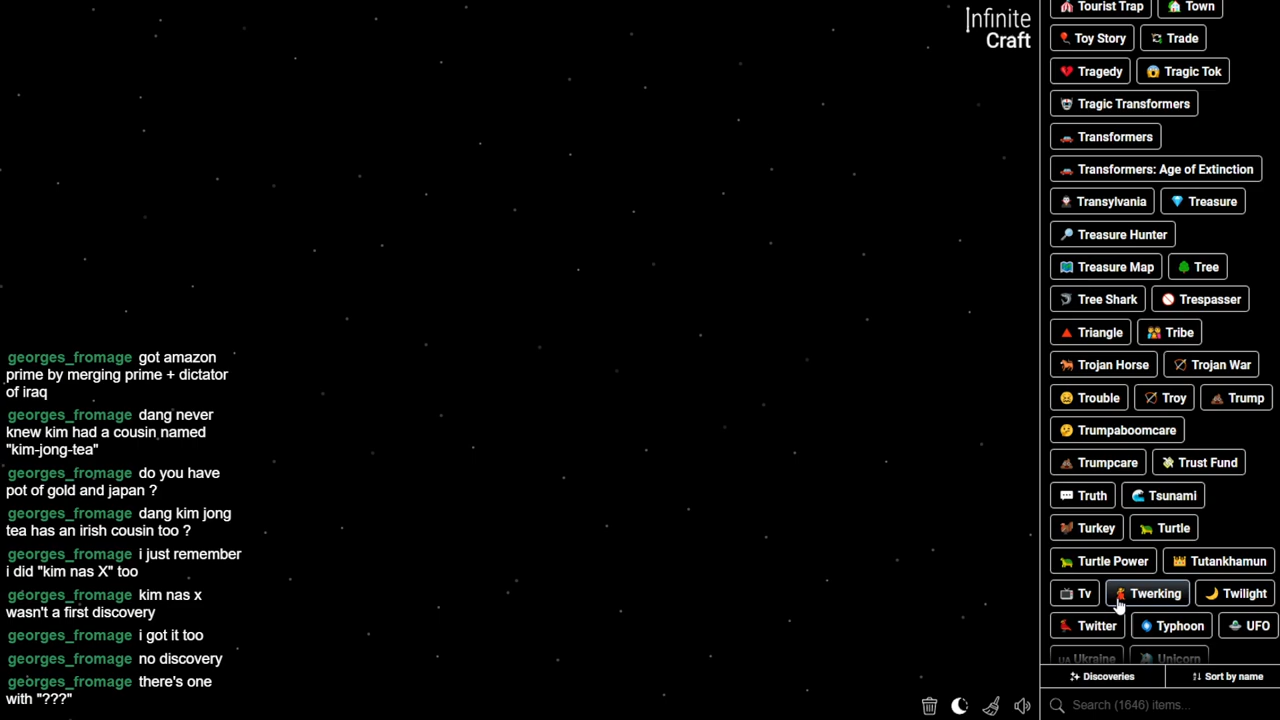 Infinite
Craft
Tourist Trap Town
Toy Story Trade
Tragedy Tragic Tok
Tragic Transformers
Transformers
Transformers: Age of Extinction
Transylvania Treasure
Treasure Hunter
Treasure Map Tree
Tree Shark Trespasser
Triangle Tribe
Trojan Horse Trojan War
Trouble Troy Trump
Trumpaboomcare
Trumpcare Trust Fund
Truth Tsunami
Turkey Turtle
Turtle Power Tutankhamun
Tv Twerking Twilight
Twitter Typhoon UFO
UA Ukraine Unicorn
Discoveries Sort by name
Search (1646) items...
georges_fromage got amazon
prime by merging prime + dictator
of iraq
georges_fromage dang never
knew kim had a cousin named
"kim-jong-tea"
georges_fromage do you have
pot of gold and japan ?
georges_fromage dang kim jong
tea has an irish cousin too ?
georges_fromage i just remember
i did "kim nas X" too
georges_fromage kim nas x
wasn't a first discovery
georges_fromage i got it too
georges_fromage no discovery
georges_fromage there's one
with "???"